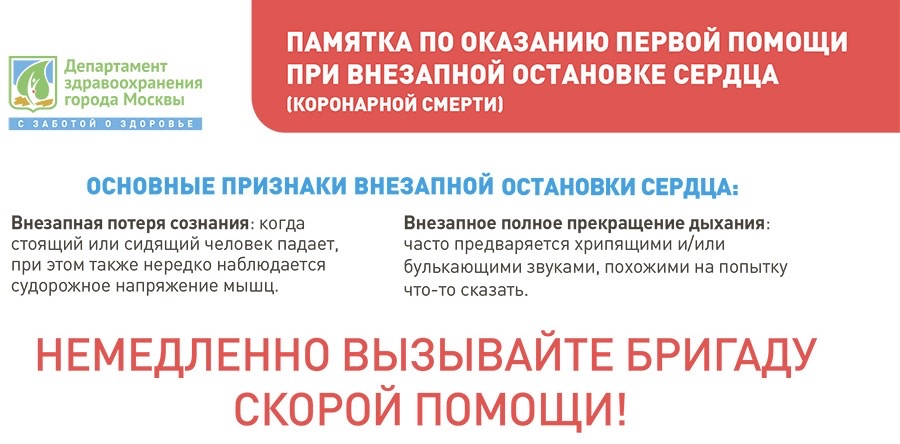 Департамент
здравоохранения
города Москвы
С ЗАБОТОЙ О ЗДОРОВЬЕ
ПАМЯТКА ПО ОКАЗАНИЮ ПЕРВОЙ ПОМОЩИ
ПРИ ВНЕЗАПНОЙ ОСТАНОВКЕ СЕРДЦА
(КОРОНАРНОЙ СМЕРТИ)
ОСНОВНЫЕ ПРИЗНАКИ ВНЕЗАПНОЙ ОСТАНОВКИ СЕРДЦА:
Внезапная потеря сознания: когда
стоящий или сидящий человек падает,
при этом также нередко наблюдается
судорожное напряжение мышц.
Внезапное полное прекращение дыхания:
часто предваряется хрипящими и/или
булькающими звуками, похожими на попытку
что-то сказать.
НЕМЕДЛЕННО ВЫЗЫВАЙТЕ БРИГАДУ
СКОРОЙ ПОМОЩИ!